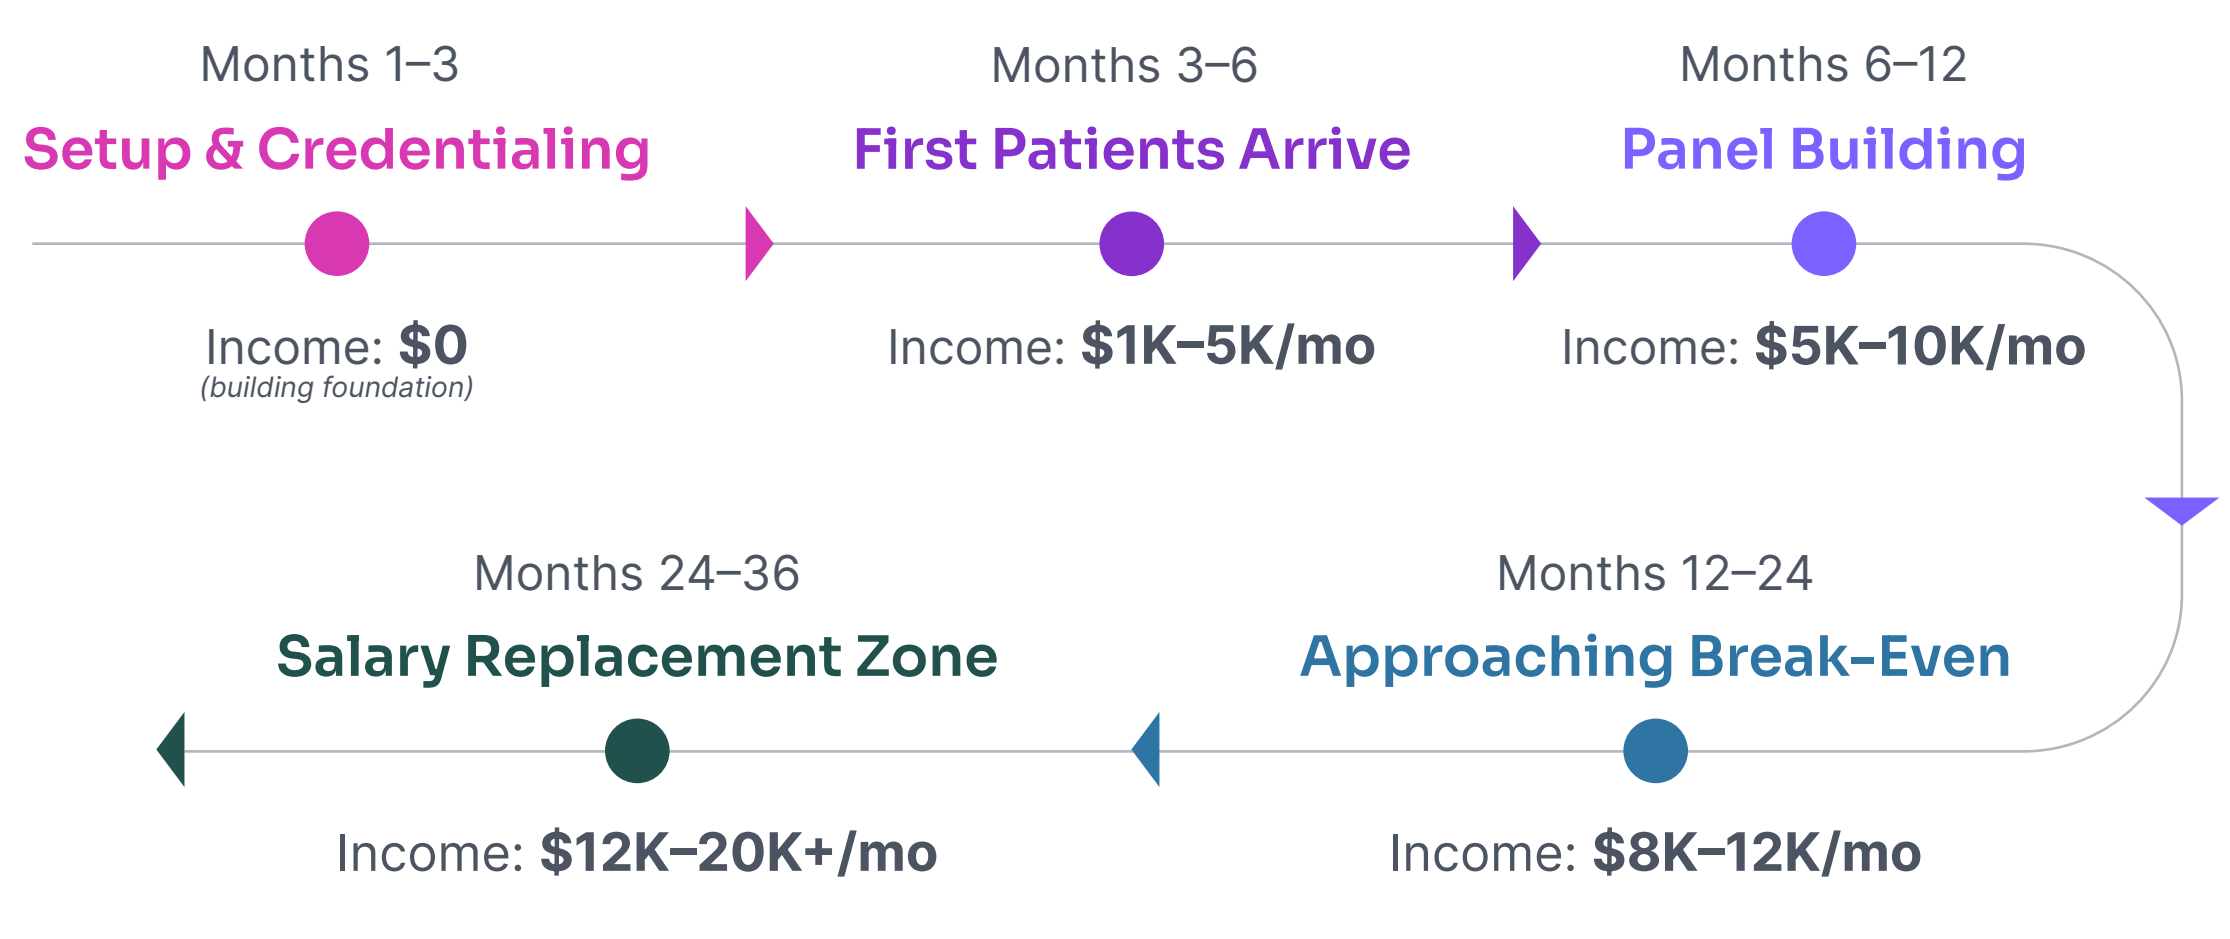 Months 1–3
Setup & Credentialing
Income: $0
(building foundation)
Months 3–6
First Patients Arrive
Income: $1K–5K/mo
Months 6–12
Panel Building
Income: $5K–10K/mo
Months 12–24
Approaching Break-Even
Income: $8K–12K/mo
Months 24–36
Salary Replacement Zone
Income: $12K–20K+/mo